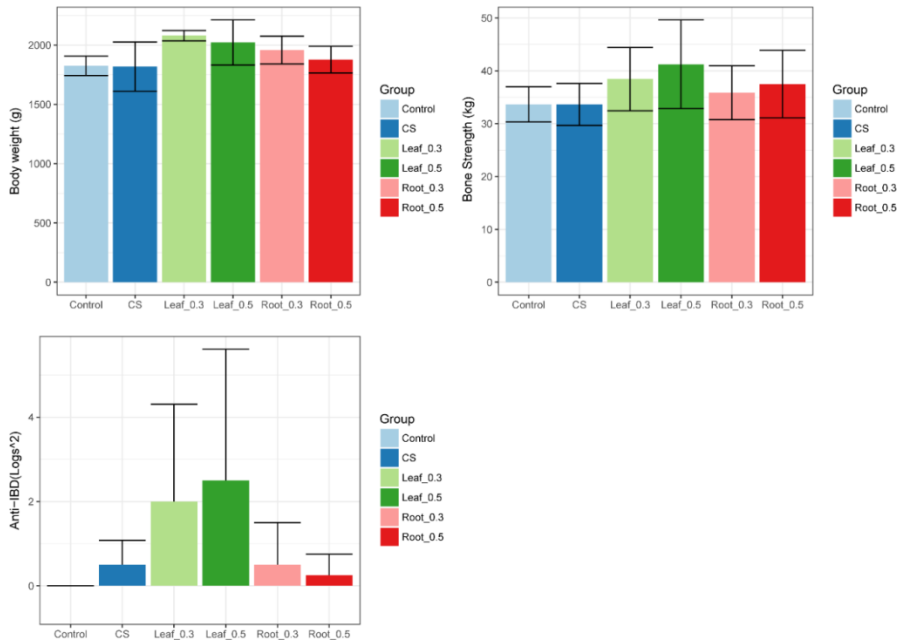 Body weight (g)
2000
1500
1000
500
0
Control CS Leaf_0.3 Leaf_0.5 Root_0.3 Root_0.5
Group
Control
CS
Leaf_0.3
Leaf_0.5
Root_0.3
Root_0.5
Bone Strength (kg)
50
40
30
20
10
0
Control CS Leaf_0.3 Leaf_0.5 Root_0.3 Root_0.5
Group
Control
CS
Leaf_0.3
Leaf_0.5
Root_0.3
Root_0.5
Anti-IBD(Logs^2)
4
2
0
Control CS Leaf_0.3 Leaf_0.5 Root_0.3 Root_0.5
Group
Control
CS
Leaf_0.3
Leaf_0.5
Root_0.3
Root_0.5